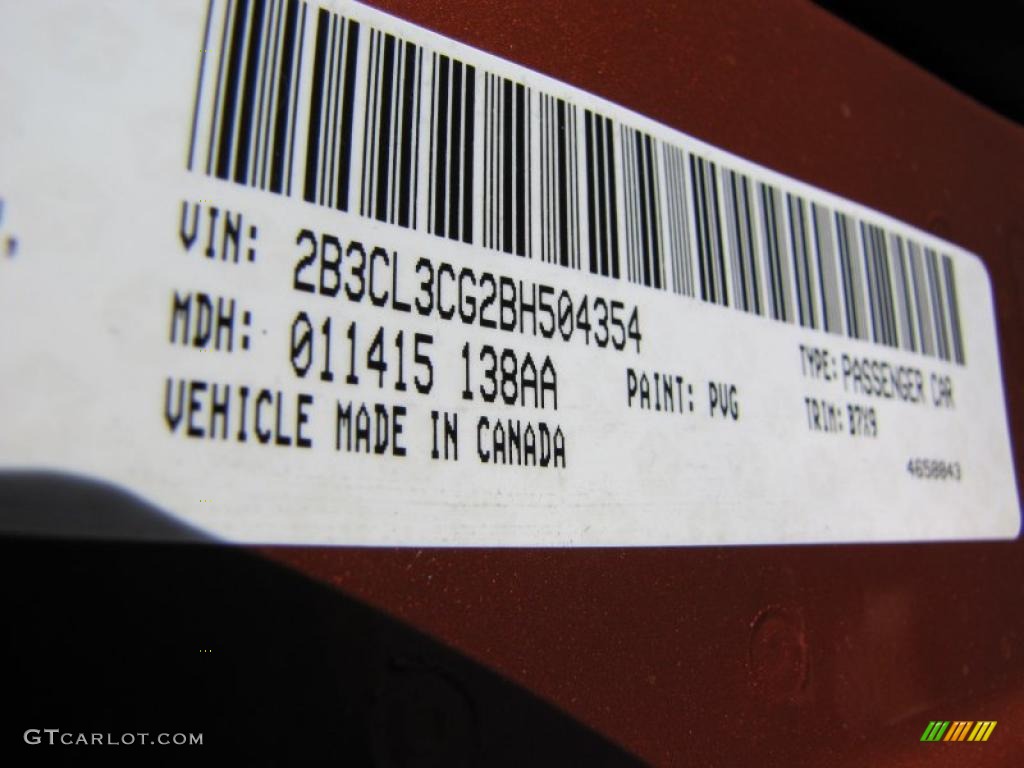 VIN: 2B3CL3CG2BH504354
MDH: 011415 138AA
PAINT: PVG
TYPE: PASSENGER CAR
VEHICLE MADE IN CANADA
TRIM: B7X9
4658843
GTCARLOT.COM